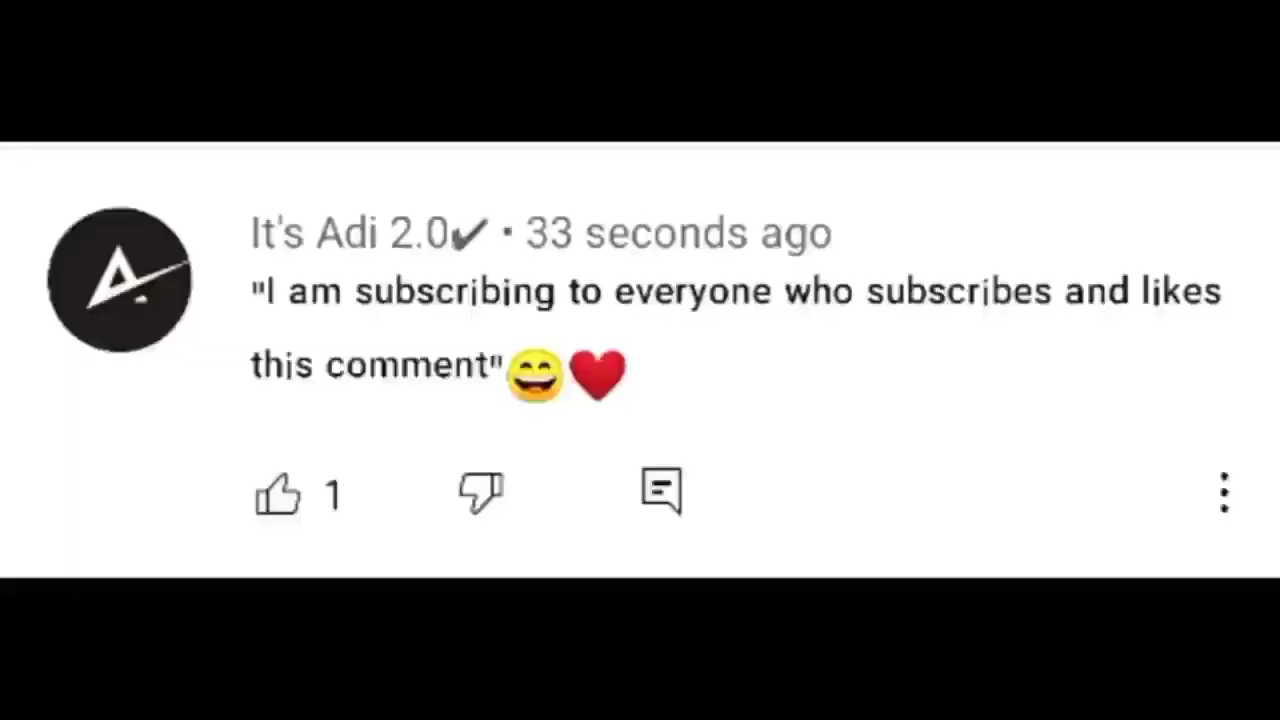 It's Adi 2.0✔ • 33 seconds ago
"I am subscribing to everyone who subscribes and likes
this comment"😄❤️
1